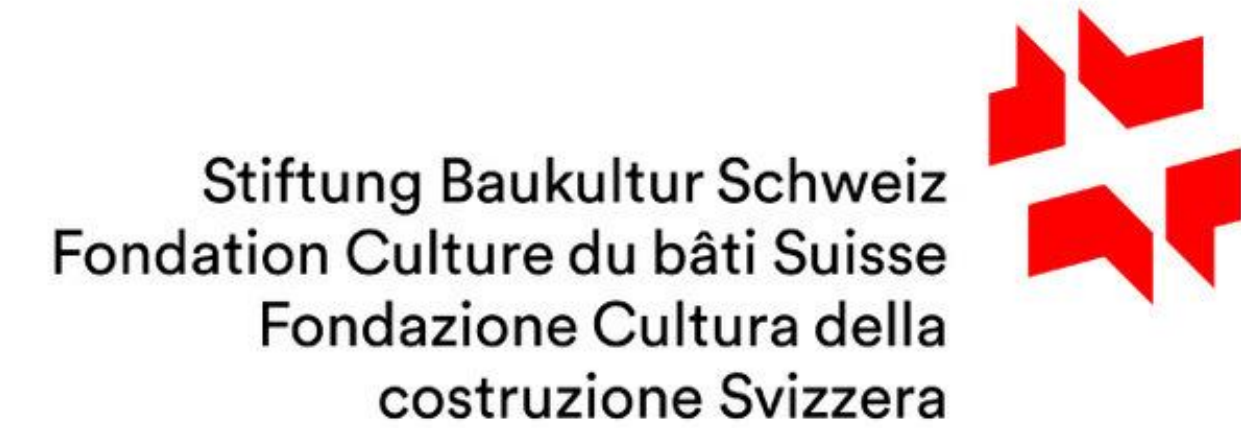 Stiftung Baukultur Schweiz
Fondation Culture du bâti Suisse
Fondazione Cultura della
costruzione Svizzera